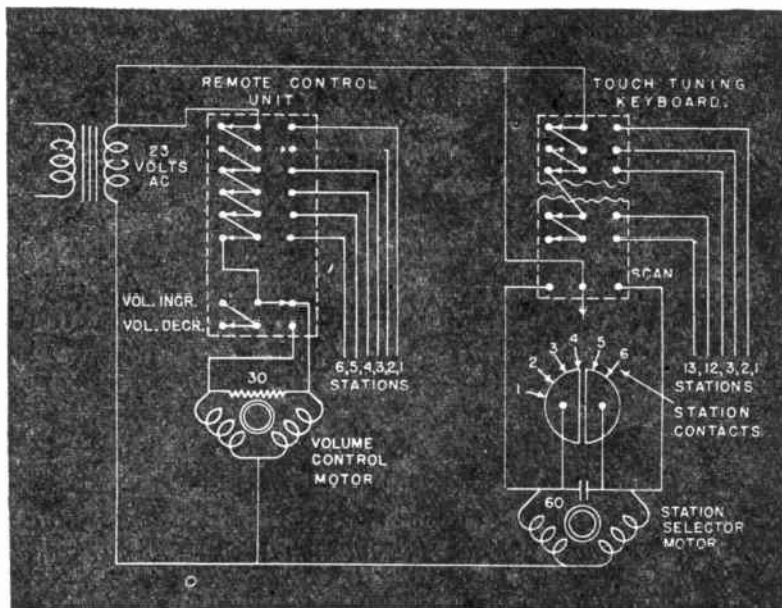 REMOTE CONTROL
UNIT
TOUCH TUNING
KEYBOARD.
23
VOLTS
AC
SCAN
VOL. INCR.
VOL. DECR.
6,5,4,3,2,1
STATIONS
13,12,3,2,1
STATIONS
1
2
3
4
5
6
STATION
CONTACTS
30
VOLUME
CONTROL
MOTOR
60
STATION
SELECTOR
MOTOR